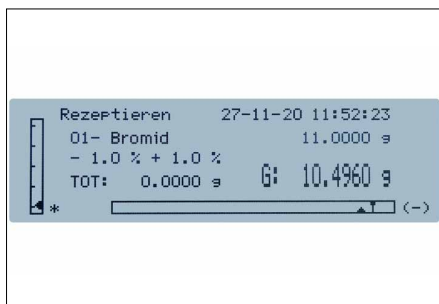 Rezeptieren 27-11-20 11:52:23
01- Bromid 11.0000 g
- 1.0 % + 1.0 %
TOT: 0.0000 g G: 10.4960 g
* (-)